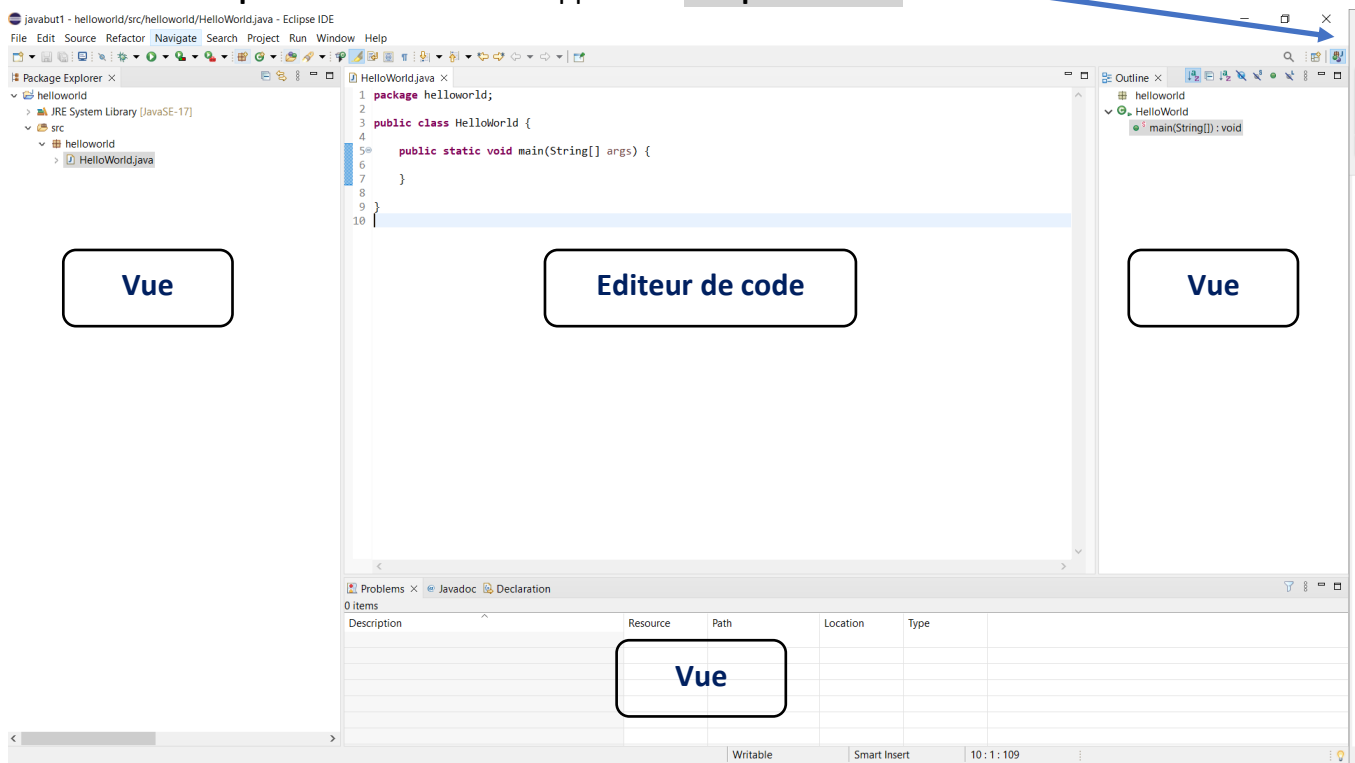 javabut1 - helloworld/src/helloworld/HelloWorld.java - Eclipse IDE
File Edit Source Refactor Navigate Search Project Run Window Help
Package Explorer
helloworld
JRE System Library [JavaSE-17]
src
helloworld
HelloWorld.java
HelloWorld.java
1 package helloworld;
2
3 public class HelloWorld {
4
5 public static void main(String[] args) {
6
7 }
8
9 }
10
Outline
helloworld
HelloWorld
main(String[]) : void
Vue
Editeur de code
Vue
Problems Javadoc Declaration
0 items
Description Resource Path Location Type
Vue
Writable Smart Insert 10 : 1 : 109